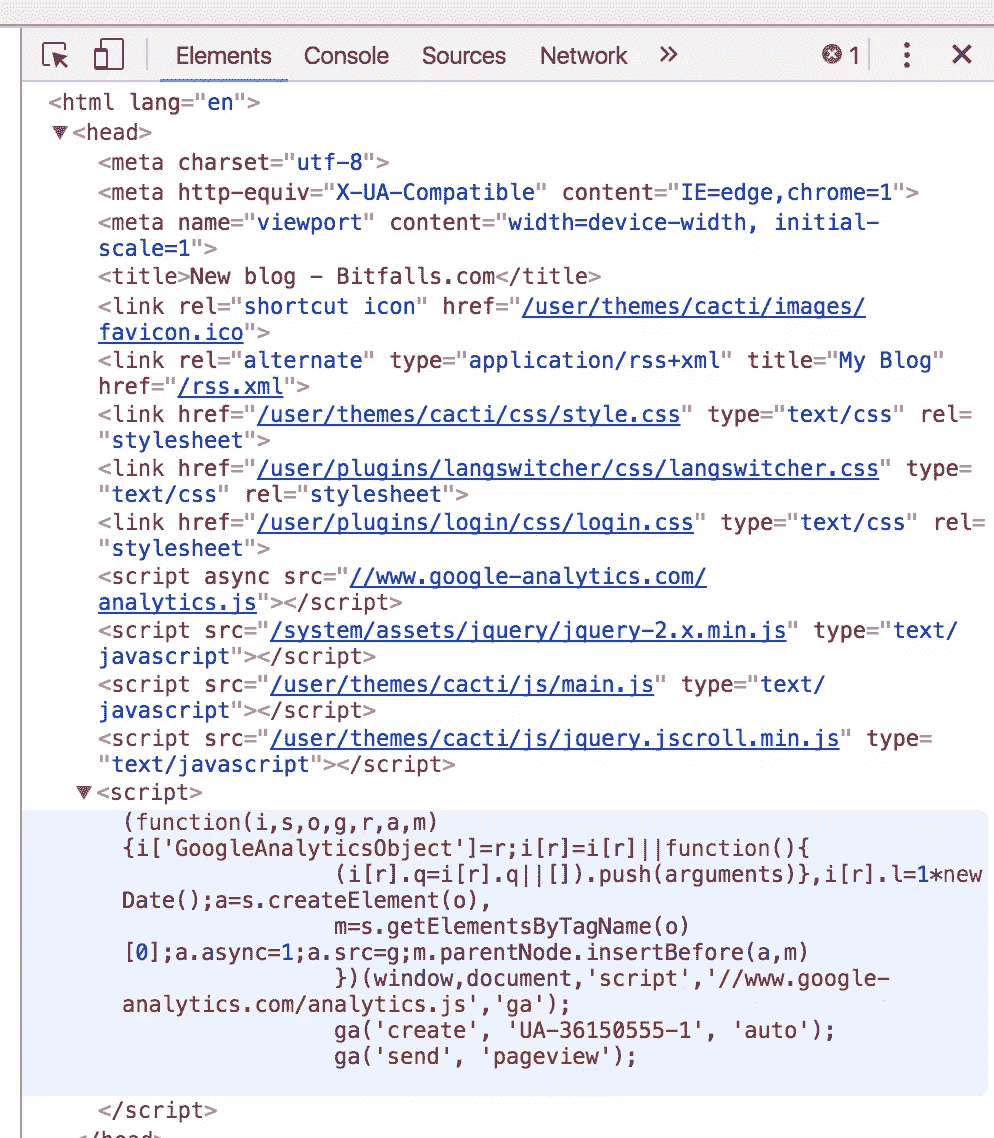 Elements Console Sources Network » 1
<html lang="en">
▼<head>
<meta charset="utf-8">
<meta http-equiv="X-UA-Compatible" content="IE=edge,chrome=1">
<meta name="viewport" content="width=device-width, initial-
scale=1">
<title>New blog - Bitfalls.com</title>
<link rel="shortcut icon" href="/user/themes/cacti/images/
favicon.ico">
<link rel="alternate" type="application/rss+xml" title="My Blog"
href="/rss.xml">
<link href="/user/themes/cacti/css/style.css" type="text/css" rel=
"stylesheet">
<link href="/user/plugins/langswitcher/css/langswitcher.css" type=
"text/css" rel="stylesheet">
<link href="/user/plugins/login/css/login.css" type="text/css" rel=
"stylesheet">
<script async src="//www.google-analytics.com/
analytics.js"></script>
<script src="/system/assets/jquery/jquery-2.x.min.js" type="text/
javascript"></script>
<script src="/user/themes/cacti/js/main.js" type="text/
javascript"></script>
<script src="/user/themes/cacti/js/jquery.jscroll.min.js" type=
"text/javascript"></script>
▼<script>
(function(i,s,o,g,r,a,m)
{i['GoogleAnalyticsObject']=r;i[r]=i[r]||function(){
(i[r].q=i[r].q||[]).push(arguments)},i[r].l=1*new
Date();a=s.createElement(o),
m=s.getElementsByTagName(o)
[0];a.async=1;a.src=g;m.parentNode.insertBefore(a,m)
})(window,document,'script','//www.google-
analytics.com/analytics.js','ga');
ga('create', 'UA-36150555-1', 'auto');
ga('send', 'pageview');
</script>
</head>